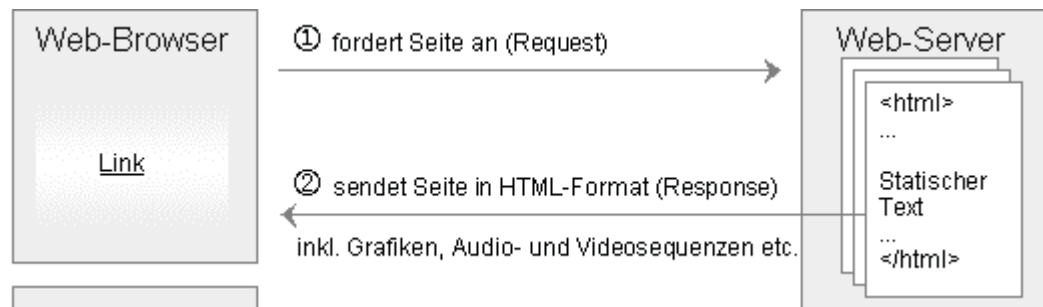 Web-Browser
Link
① fordert Seite an (Request)
② sendet Seite in HTML-Format (Response)
inkl. Grafiken, Audio- und Videosequenzen etc.
Web-Server
<html>
...
Statischer
Text
...
</html>